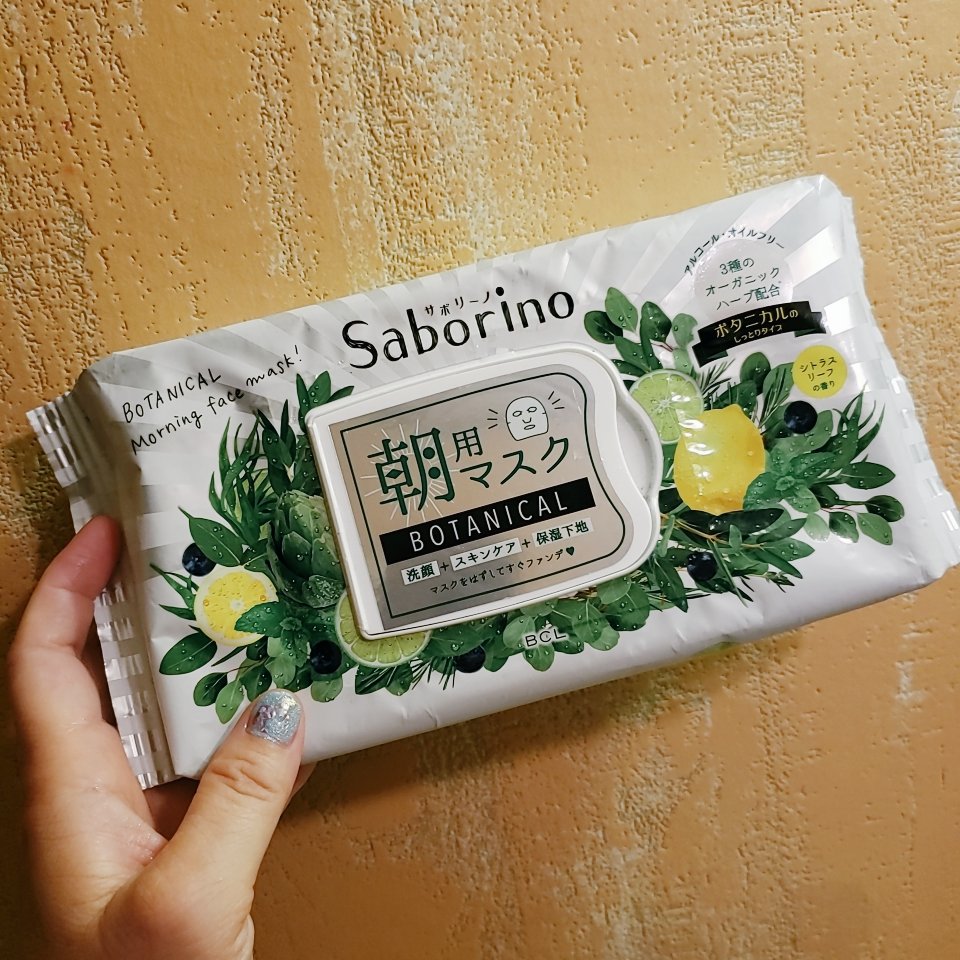 サボリーノ
Saborino
BOTANICAL
Morning face mask!
アルコール・オイルフリー
3種の
オーガニック
ハーブ配合
ボタニカルの
しっとりタイプ
シトラス
リーフ
の香り
朝用
マスク
BOTANICAL
洗顔+スキンケア+保湿下地
マスクをはずしてすぐファンデ♥
BCL